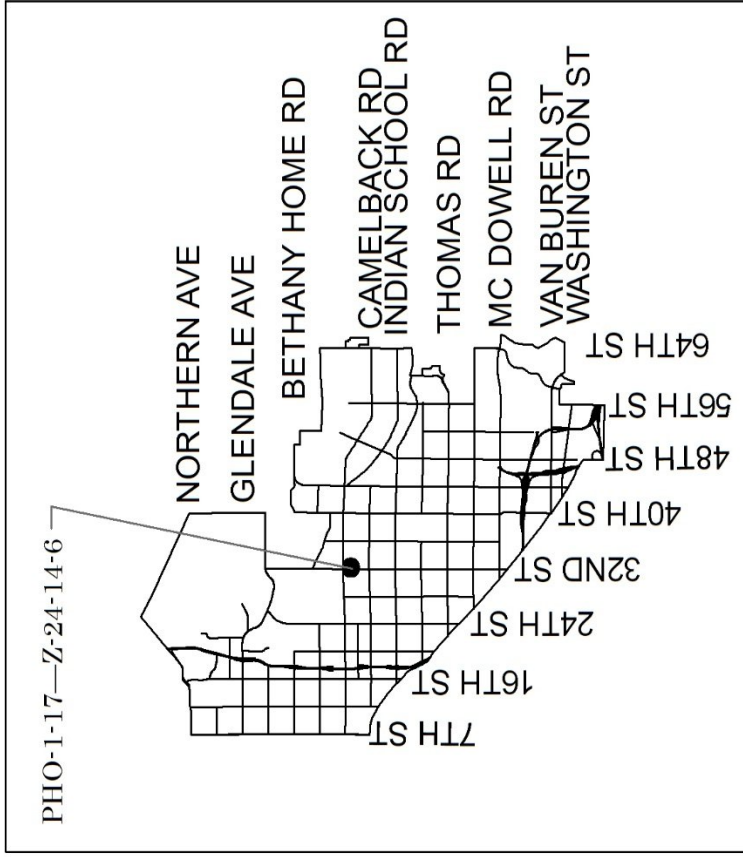 PHO-1-17—Z-24-14-6
NORTHERN AVE
GLENDALE AVE
BETHANY HOME RD
CAMELBACK RD
INDIAN SCHOOL RD
THOMAS RD
MC DOWELL RD
VAN BUREN ST
WASHINGTON ST
7TH ST
16TH ST
24TH ST
32ND ST
40TH ST
48TH ST
56TH ST
64TH ST